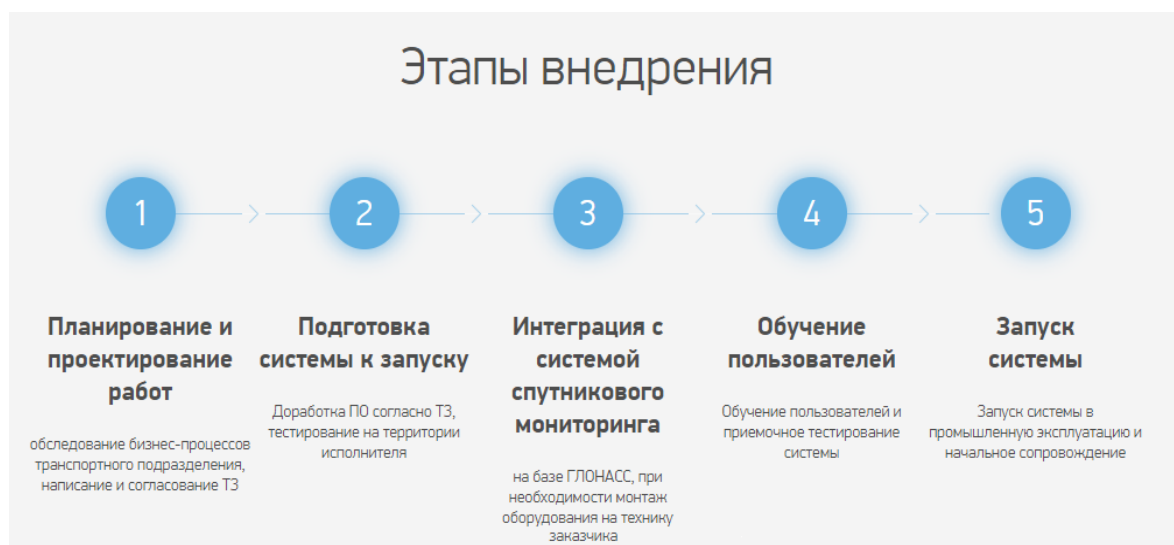 Этапы внедрения
1
2
3
4
5
Планирование и
проектирование
работ
обследование бизнес-процессов
транспортного подразделения,
написание и согласование ТЗ
Подготовка
системы к запуску
Доработка ПО согласно ТЗ,
тестирование на территории
исполнителя
Интеграция с
системой
спутникового
мониторинга
на базе ГЛОНАСС, при
необходимости монтаж
оборудования на технику
заказчика
Обучение
пользователей
Обучение пользователей и
приемочное тестирование
системы
Запуск
системы
Запуск системы в
промышленную эксплуатацию и
начальное сопровождение